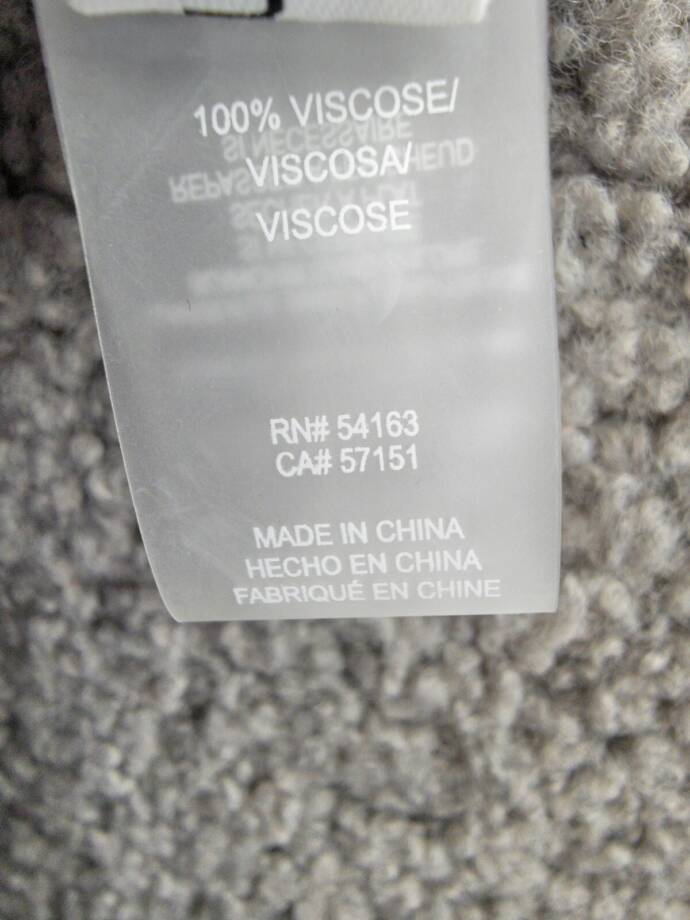 100% VISCOSE/
VISCOSA/
VISCOSE
RN# 54163
CA# 57151
MADE IN CHINA
HECHO EN CHINA
FABRIQUÉ EN CHINE